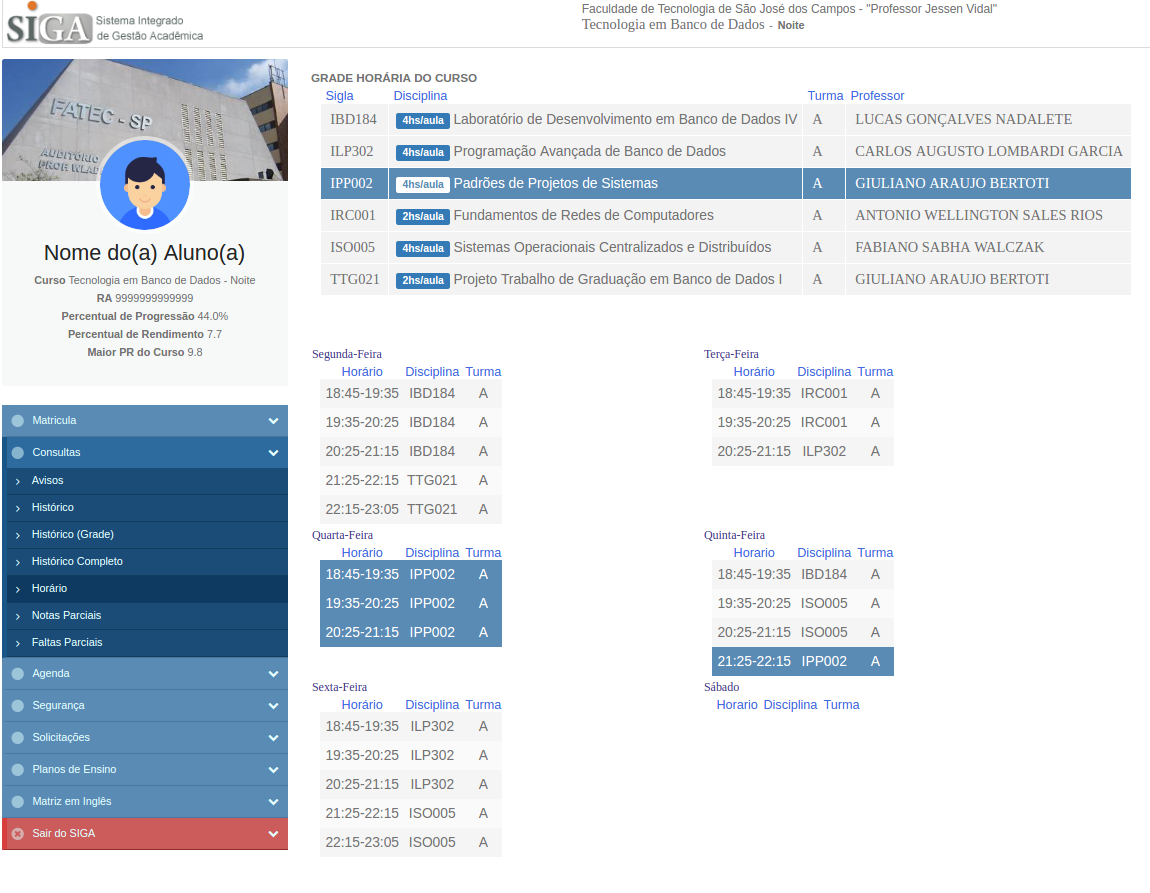 SIGA Sistema Integrado
de Gestão Acadêmica
Faculdade de Tecnologia de São José dos Campos - "Professor Jessen Vidal"
Tecnologia em Banco de Dados - Noite
FATEC - SP
AUDITÓRIO
PROFº WLAD
Nome do(a) Aluno(a)
Curso Tecnologia em Banco de Dados - Noite
RA 9999999999999
Percentual de Progressão 44.0%
Percentual de Rendimento 7.7
Maior PR do Curso 9.8
Matricula
Consultas
Avisos
Histórico
Histórico (Grade)
Histórico Completo
Horário
Notas Parciais
Faltas Parciais
Agenda
Segurança
Solicitações
Planos de Ensino
Matriz em Inglês
Sair do SIGA
GRADE HORÁRIA DO CURSO
Sigla Disciplina Turma Professor
IBD184 4hs/aula Laboratório de Desenvolvimento em Banco de Dados IV A LUCAS GONÇALVES NADALETE
ILP302 4hs/aula Programação Avançada de Banco de Dados A CARLOS AUGUSTO LOMBARDI GARCIA
IPP002 4hs/aula Padrões de Projetos de Sistemas A GIULIANO ARAUJO BERTOTI
IRC001 2hs/aula Fundamentos de Redes de Computadores A ANTONIO WELLINGTON SALES RIOS
ISO005 4hs/aula Sistemas Operacionais Centralizados e Distribuídos A FABIANO SABHA WALCZAK
TTG021 2hs/aula Projeto Trabalho de Graduação em Banco de Dados I A GIULIANO ARAUJO BERTOTI
Segunda-Feira
Horário Disciplina Turma
18:45-19:35 IBD184 A
19:35-20:25 IBD184 A
20:25-21:15 IBD184 A
21:25-22:15 TTG021 A
22:15-23:05 TTG021 A
Terça-Feira
Horário Disciplina Turma
18:45-19:35 IRC001 A
19:35-20:25 IRC001 A
20:25-21:15 ILP302 A
Quarta-Feira
Horário Disciplina Turma
18:45-19:35 IPP002 A
19:35-20:25 IPP002 A
20:25-21:15 IPP002 A
Quinta-Feira
Horario Disciplina Turma
18:45-19:35 IBD184 A
19:35-20:25 ISO005 A
20:25-21:15 ISO005 A
21:25-22:15 IPP002 A
Sexta-Feira
Horário Disciplina Turma
18:45-19:35 ILP302 A
19:35-20:25 ILP302 A
20:25-21:15 ILP302 A
21:25-22:15 ISO005 A
22:15-23:05 ISO005 A
Sábado
Horario Disciplina Turma